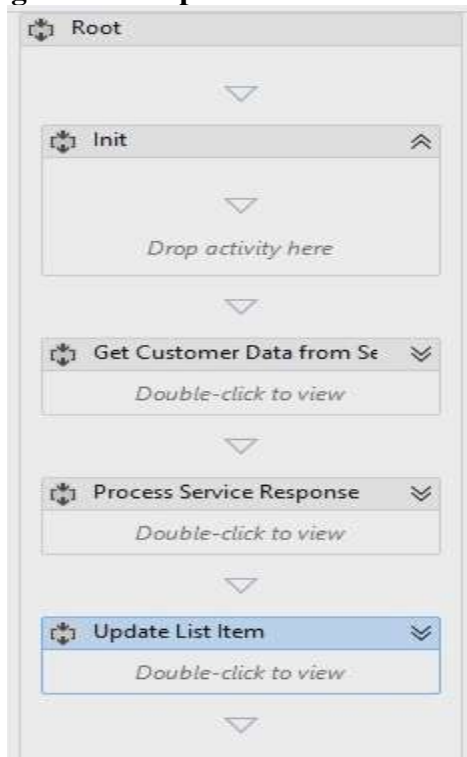 Root
Init
Drop activity here
Get Customer Data from Se
Double-click to view
Process Service Response
Double-click to view
Update List Item
Double-click to view